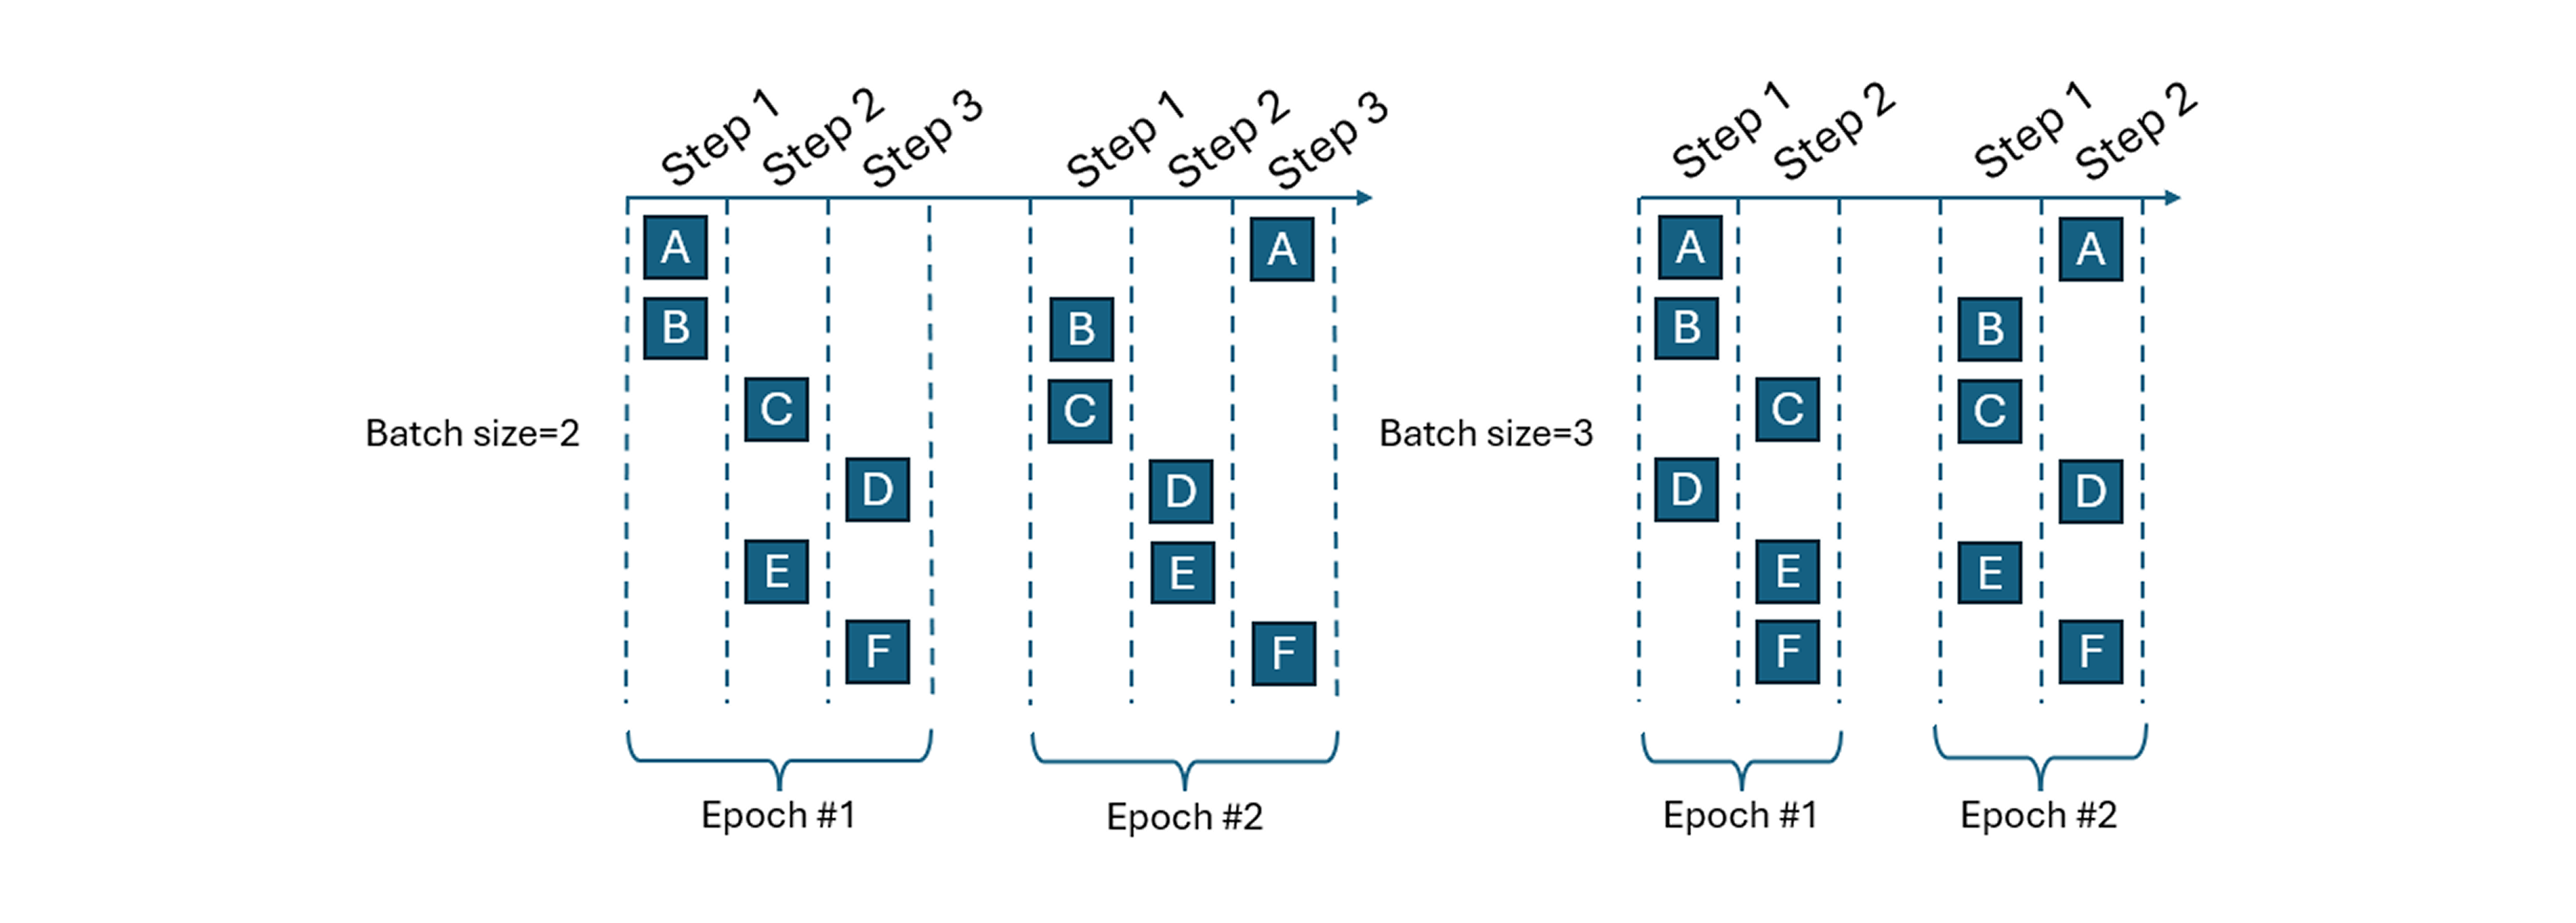 Step 1 Step 2 Step 3 Step 1 Step 2 Step 3
A A
B B
C C
Batch size=2
D D
E E
F F
Epoch #1 Epoch #2
Step 1 Step 2 Step 1 Step 2
A A
B B
C C
Batch size=3
D D
E E
F F
Epoch #1 Epoch #2